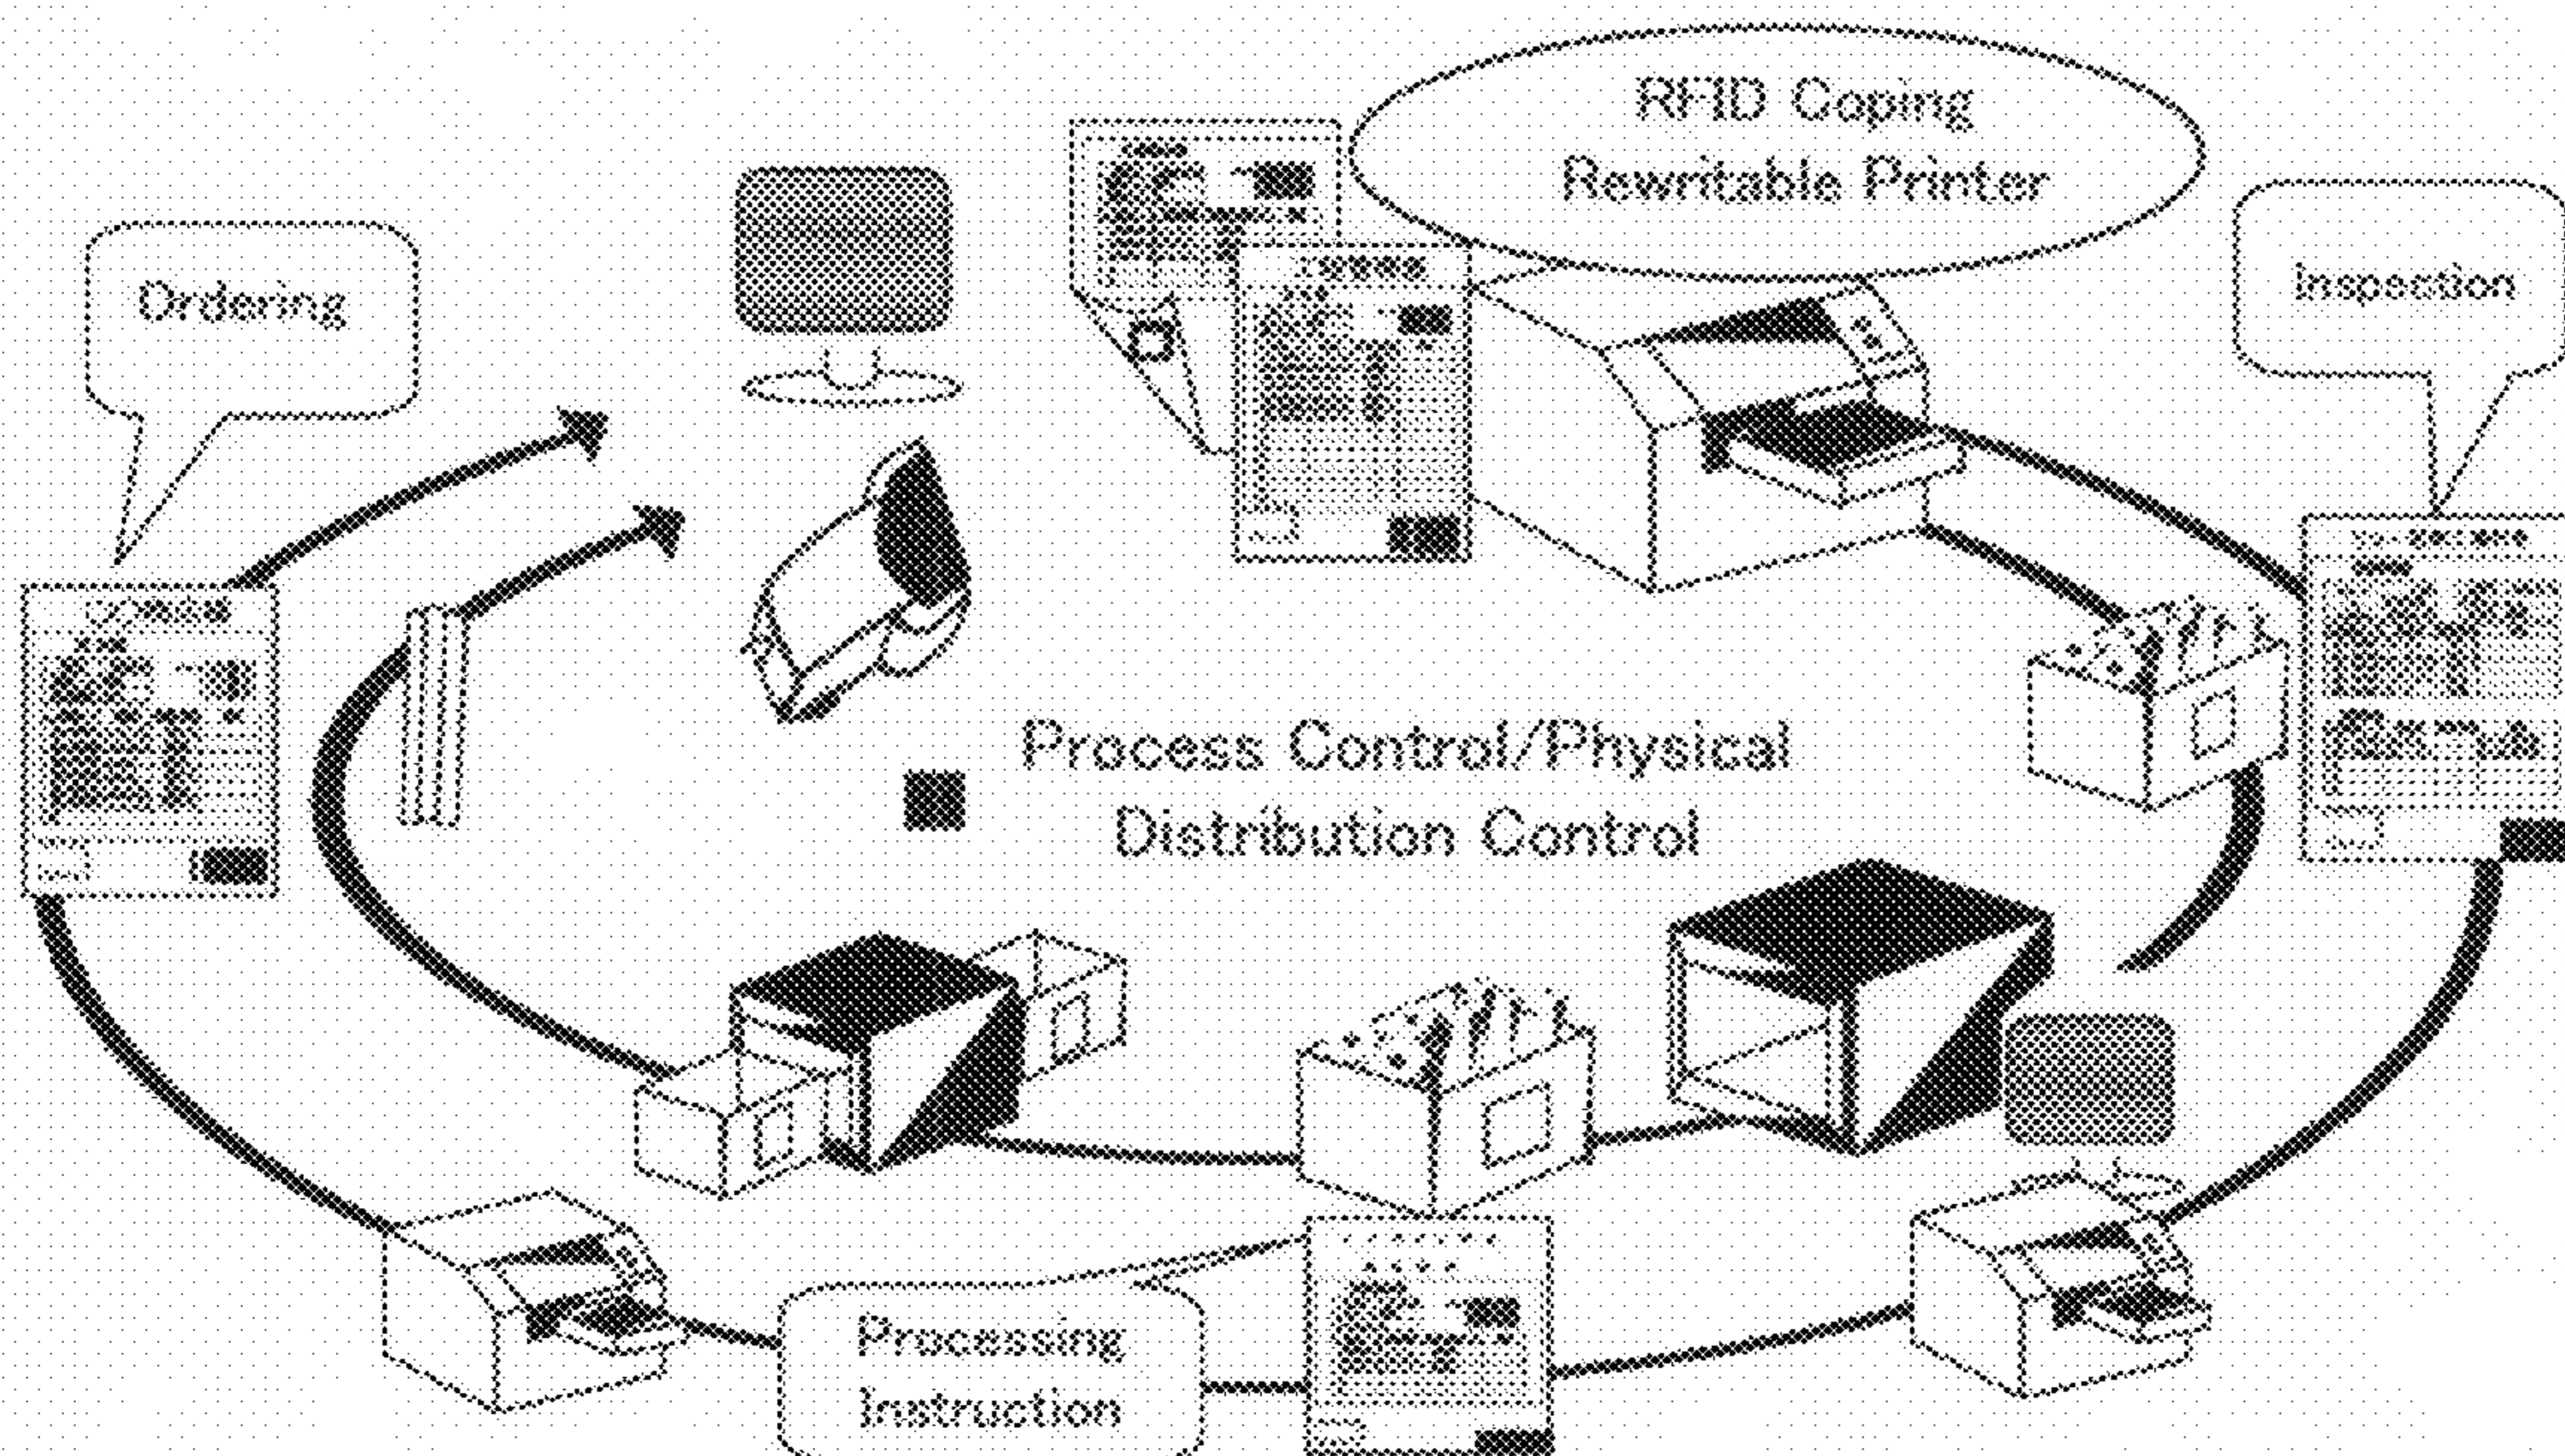 RFID Coping
Rewritable Printer
Ordering
Inspection
Process Control/Physical
Distribution Control
Processing
Instruction